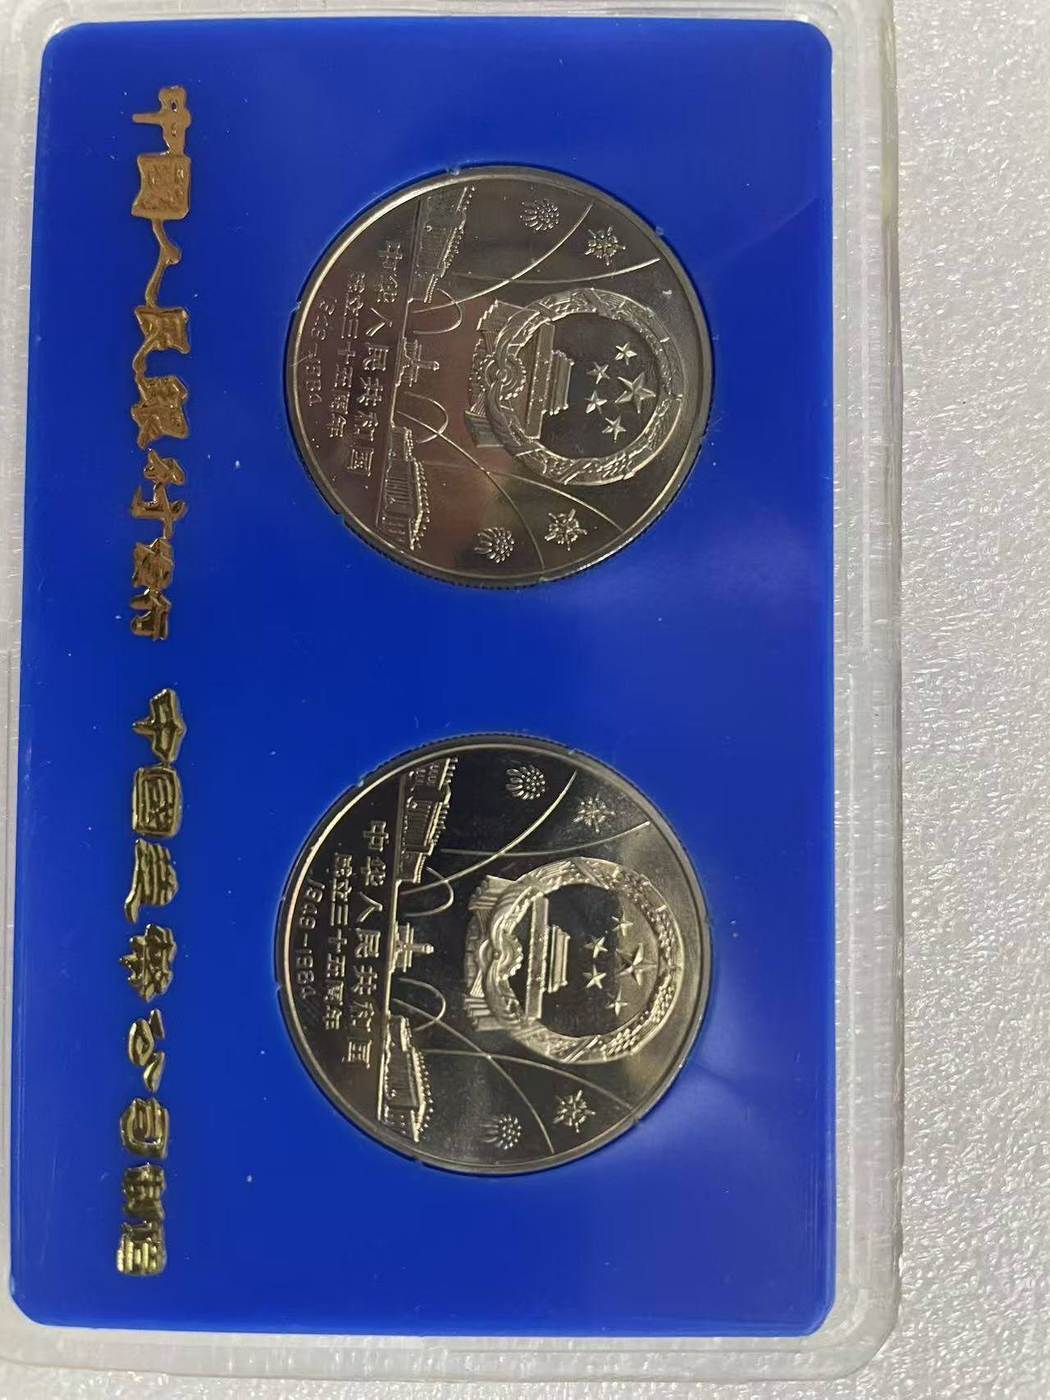 中国人民银行发行 中国造币公司制造
中华人民共和国
成立三十五周年
1949-1984
中华人民共和国
成立三十五周年
1949-1984